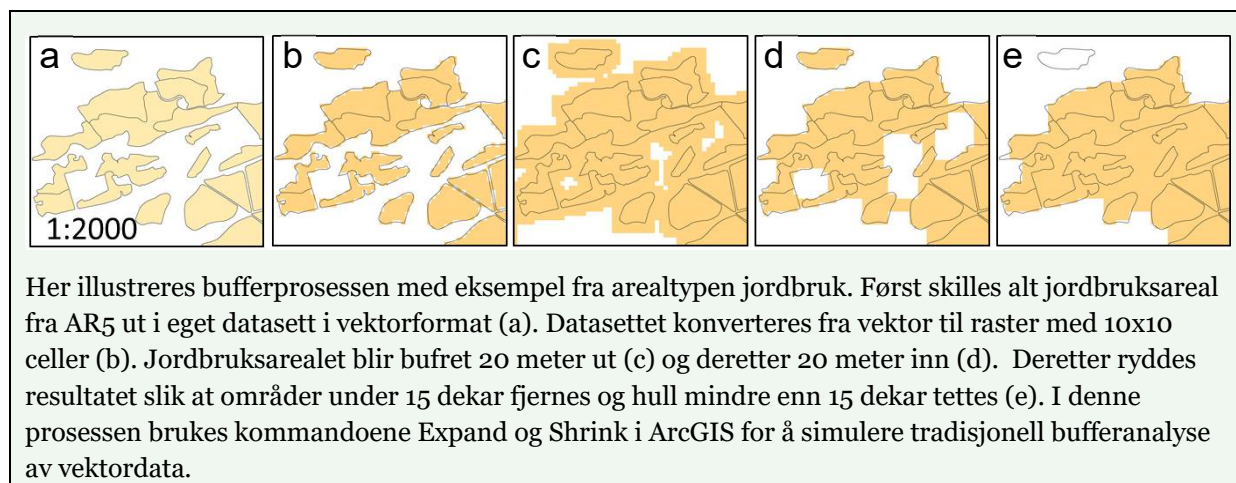 a b c d e
1:2000
Her illustreres bufferprosessen med eksempel fra arealtypen jordbruk. Først skilles alt jordbruksareal
fra AR5 ut i eget datasett i vektorformat (a). Datasettet konverteres fra vektor til raster med 10x10
celler (b). Jordbruksarealet blir bufret 20 meter ut (c) og deretter 20 meter inn (d).  Deretter ryddes
resultatet slik at områder under 15 dekar fjernes og hull mindre enn 15 dekar tettes (e). I denne
prosessen brukes kommandoene Expand og Shrink i ArcGIS for å simulere tradisjonell bufferanalyse
av vektordata.